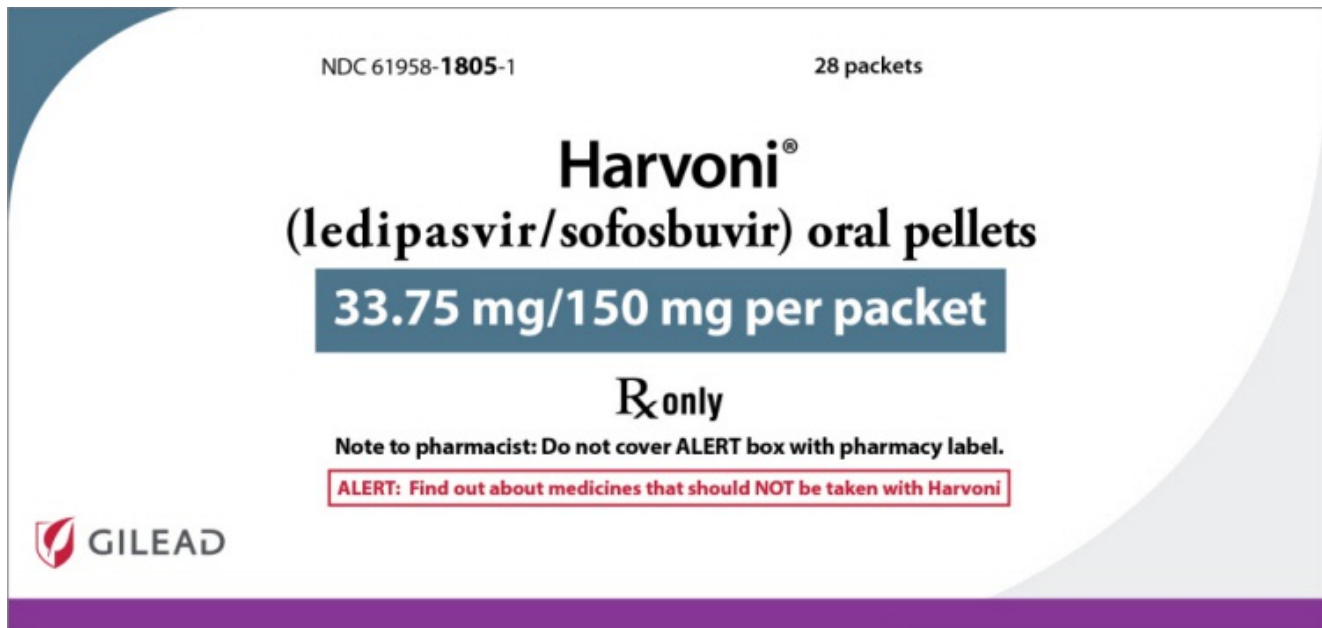 NDC 61958-1805-1 28 packets
Harvoni®
(ledipasvir/sofosbuvir) oral pellets
33.75 mg/150 mg per packet
Rx only
Note to pharmacist: Do not cover ALERT box with pharmacy label.
ALERT: Find out about medicines that should NOT be taken with Harvoni
GILEAD